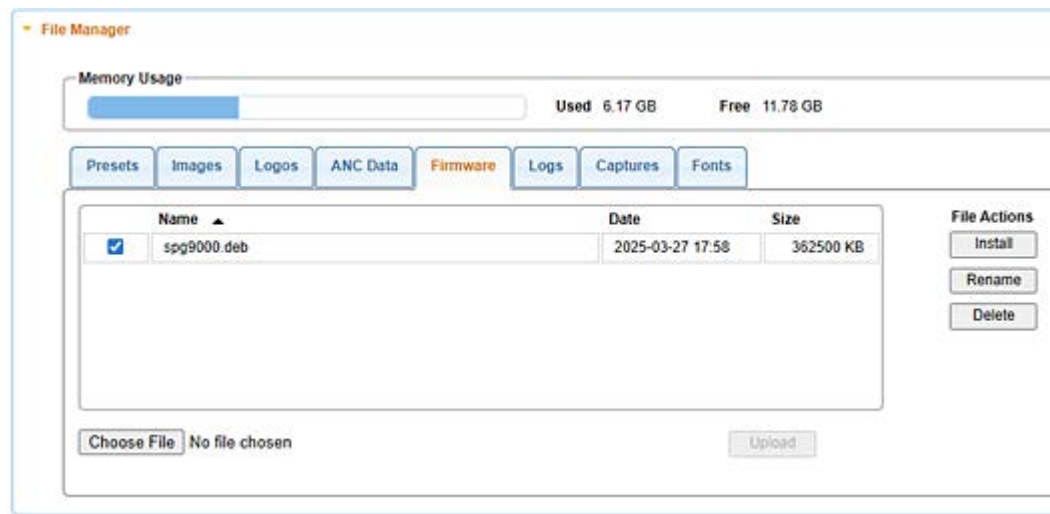 File Manager
Memory Usage
Used 6.17 GB Free 11.78 GB
Presets Images Logos ANC Data Firmware Logs Captures Fonts
Name Date Size File Actions
spg9000.deb 2025-03-27 17:58 362500 KB Install
Rename
Delete
Choose File No file chosen Upload